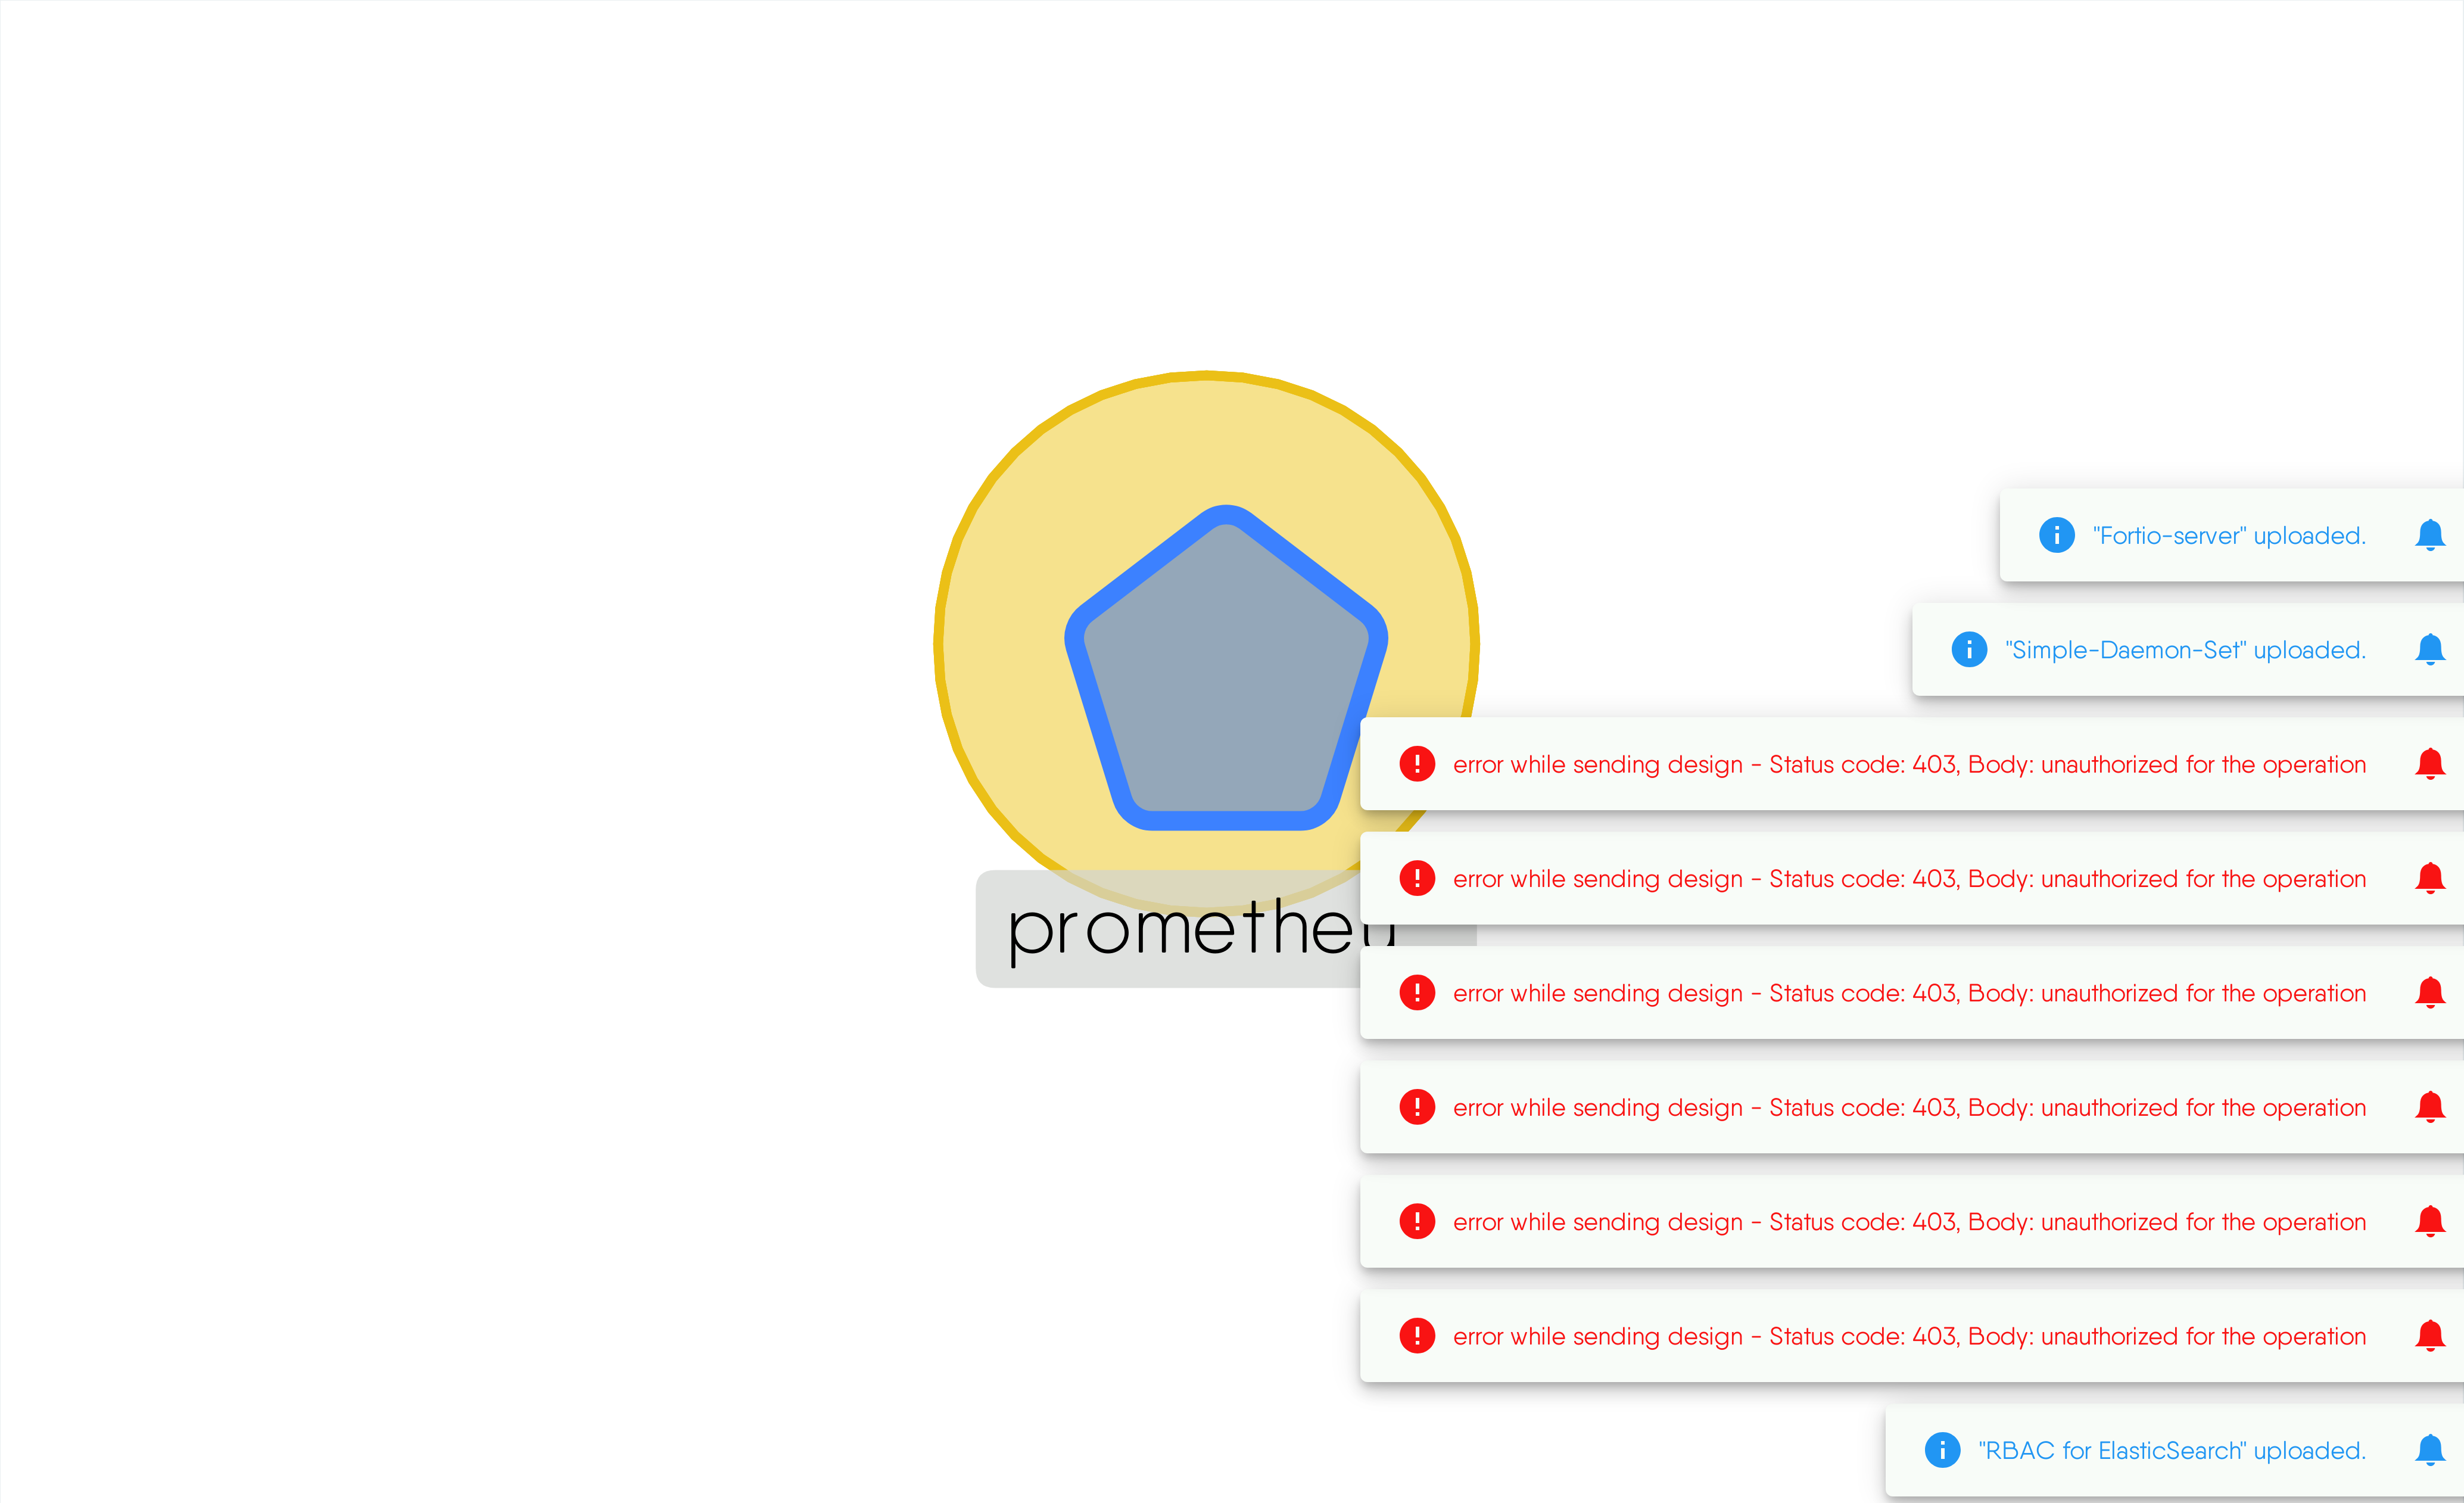 "Fortio-server" uploaded.
"Simple-Daemon-Set" uploaded.
error while sending design - Status code: 403, Body: unauthorized for the operation
error while sending design - Status code: 403, Body: unauthorized for the operation
prometheu
error while sending design - Status code: 403, Body: unauthorized for the operation
error while sending design - Status code: 403, Body: unauthorized for the operation
error while sending design - Status code: 403, Body: unauthorized for the operation
error while sending design - Status code: 403, Body: unauthorized for the operation
"RBAC for ElasticSearch" uploaded.